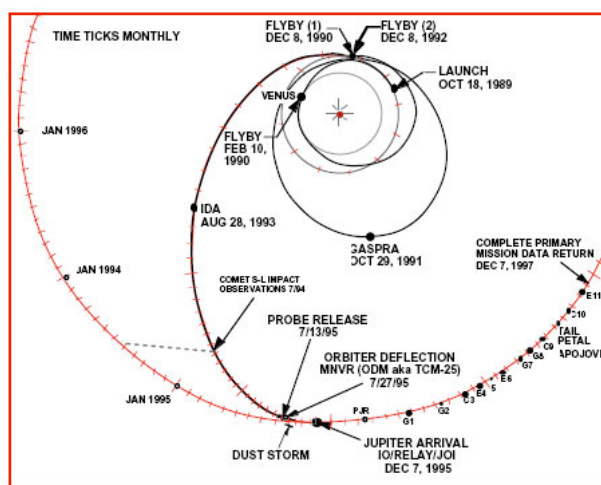 TIME TICKS MONTHLY
FLYBY (1)
DEC 8, 1990
FLYBY (2)
DEC 8, 1992
LAUNCH
OCT 18, 1989
VENUS
FLYBY
FEB 10,
1990
JAN 1996
IDA
AUG 28, 1993
GASPRA
OCT 29, 1991
COMPLETE PRIMARY
MISSION DATA RETURN
DEC 7, 1997
JAN 1994
COMET S-L IMPACT
OBSERVATIONS 7/94
PROBE RELEASE
7/13/95
ORBITER DEFLECTION
MNVR (ODM aka TCM-25)
7/27/95
E11
C10
TAIL
PETAL
APOJOVE
C9
G8
G7
E6
5
E4
C3
G2
G1
PJR
JAN 1995
DUST STORM
JUPITER ARRIVAL
IO/RELAY/JOI
DEC 7, 1995